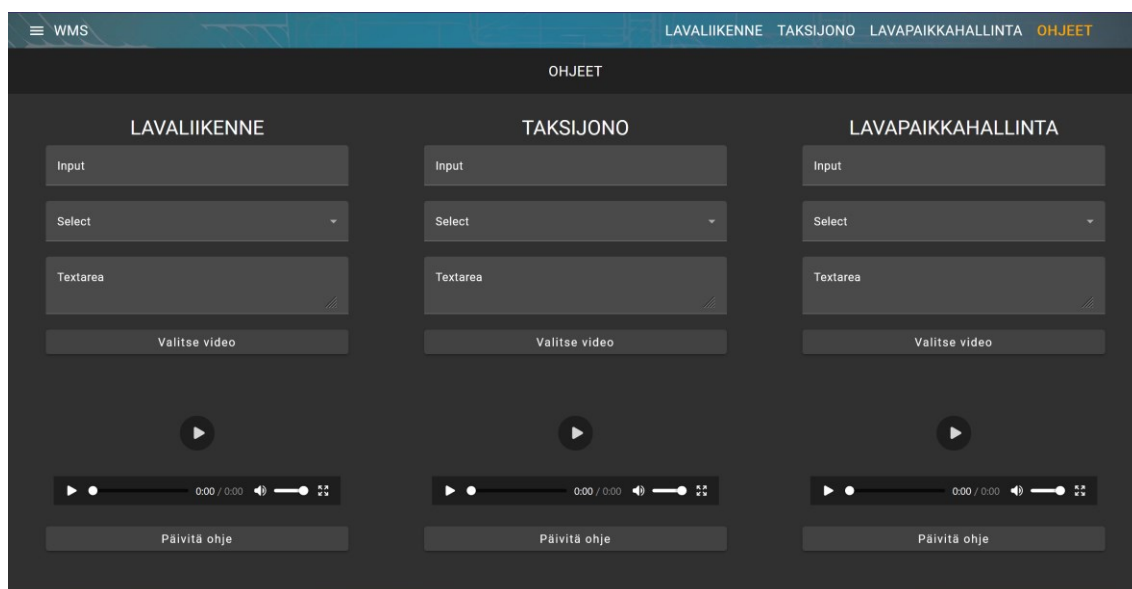 WMS LAVALIIKENNE TAKSIJONO LAVAPAIKKAHALLINTA OHJEET
OHJEET
LAVALIIKENNE TAKSIJONO LAVAPAIKKAHALLINTA
Input Input Input
Select Select Select
Textarea Textarea Textarea
Valitse video Valitse video Valitse video
0:00 / 0:00 0:00 / 0:00 0:00 / 0:00
Päivitä ohje Päivitä ohje Päivitä ohje